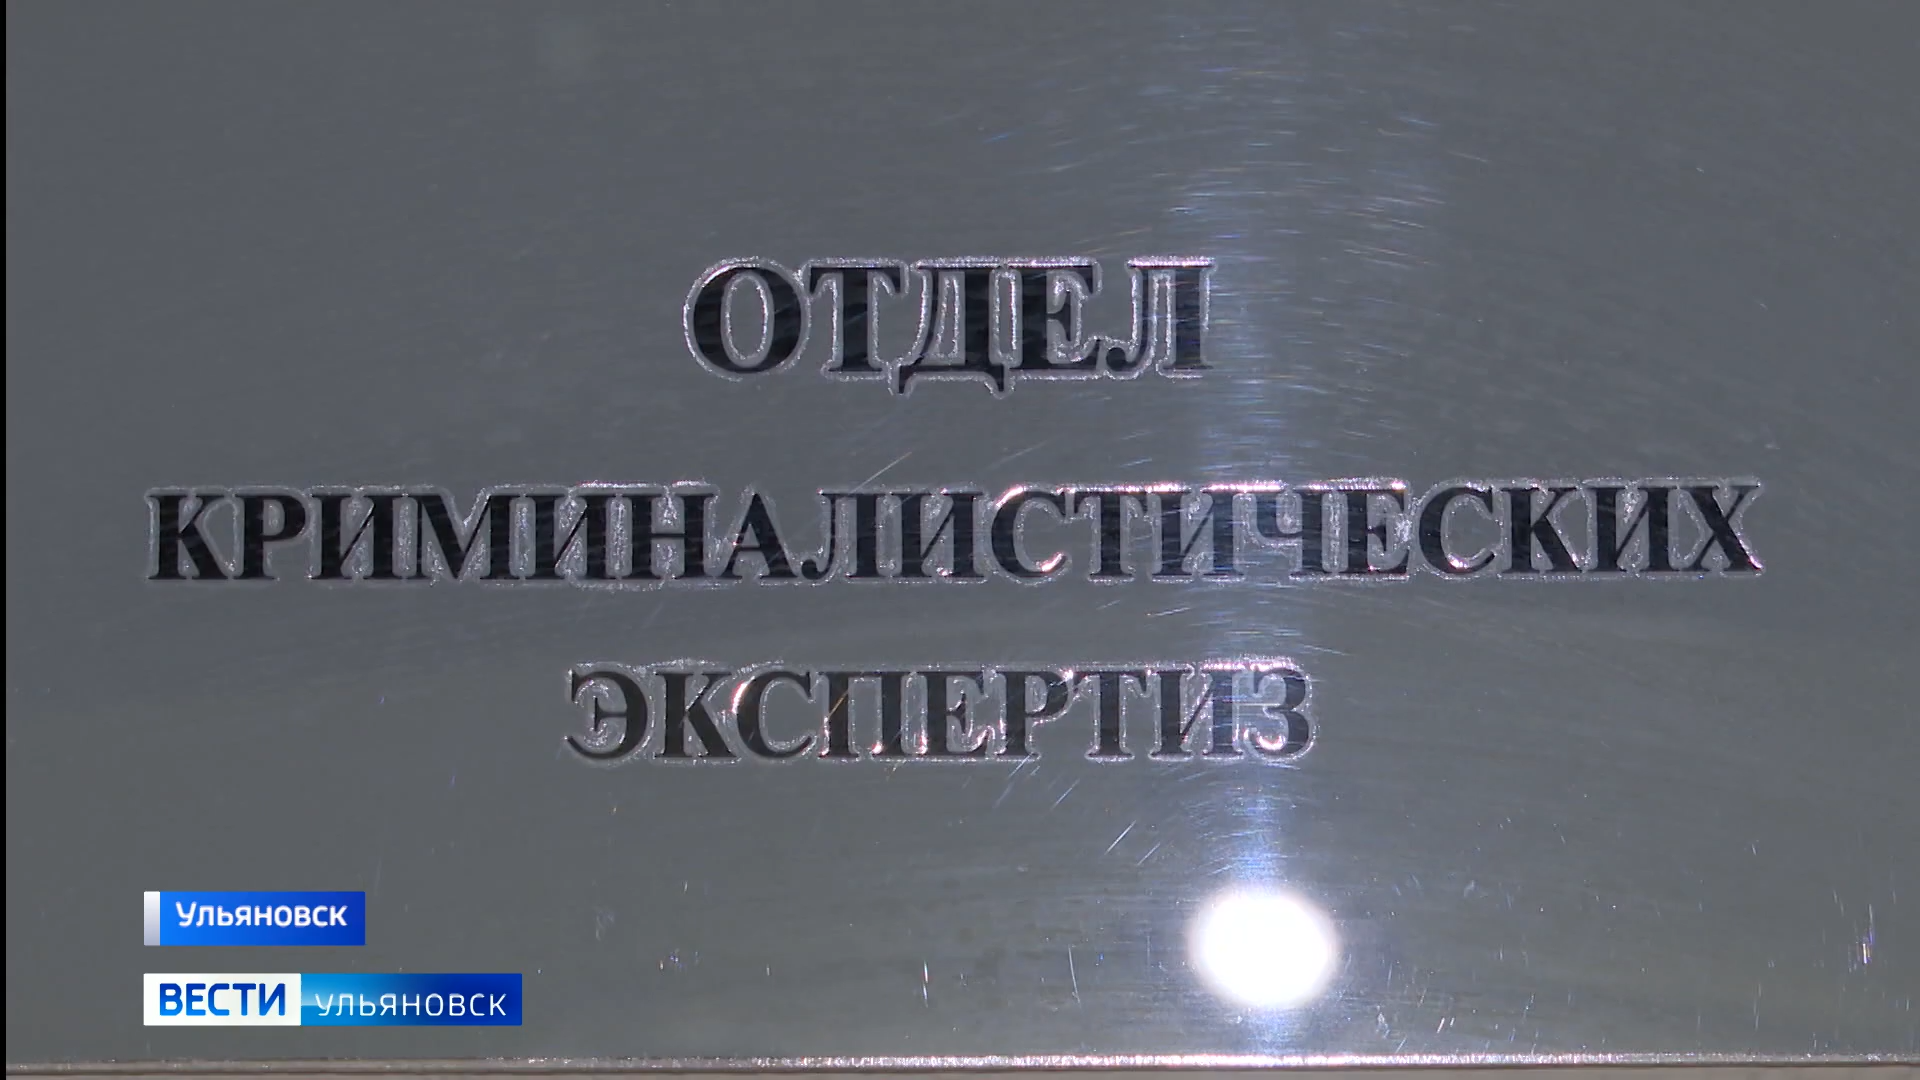 ОТДЕЛ
КРИМИНАЛИСТИЧЕСКИХ
ЭКСПЕРТИЗ
Ульяновск
ВЕСТИ УЛЬЯНОВСК